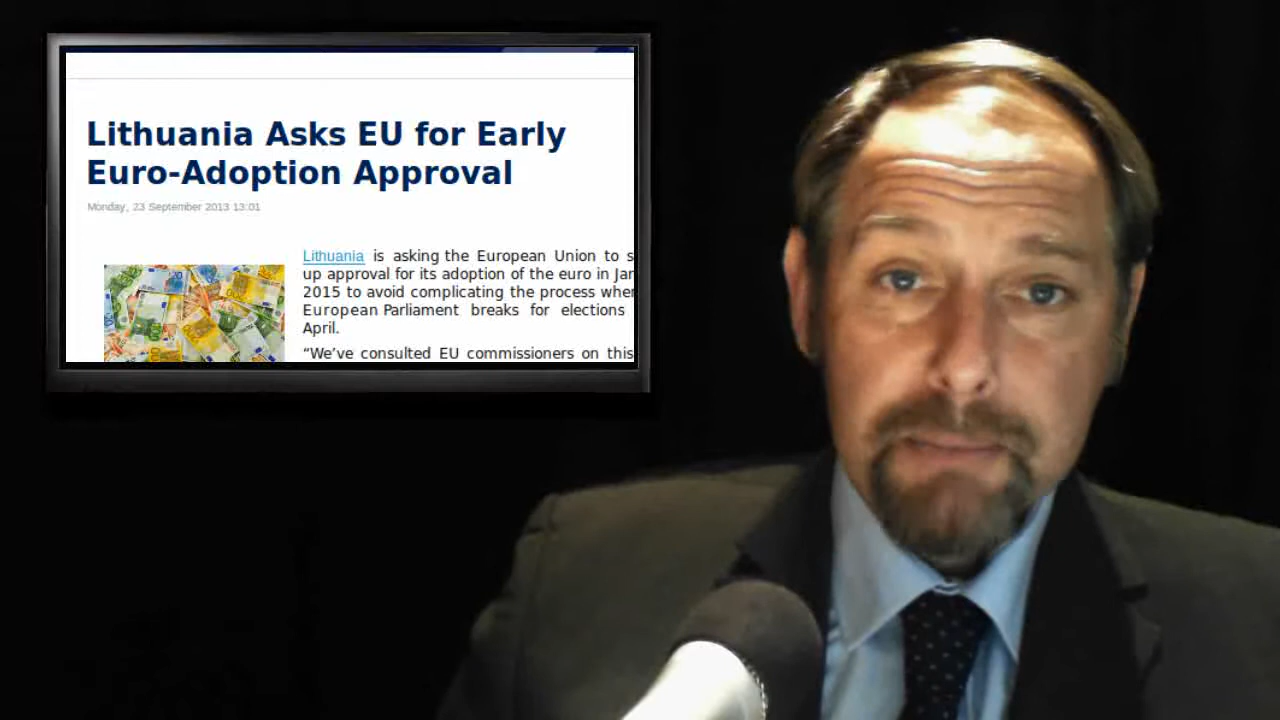 Lithuania Asks EU for Early
Euro-Adoption Approval
Monday, 23 September 2013 13:01
Lithuania is asking the European Union to s
up approval for its adoption of the euro in Jan
2015 to avoid complicating the process when
European Parliament breaks for elections
April.
“We’ve consulted EU commissioners on this